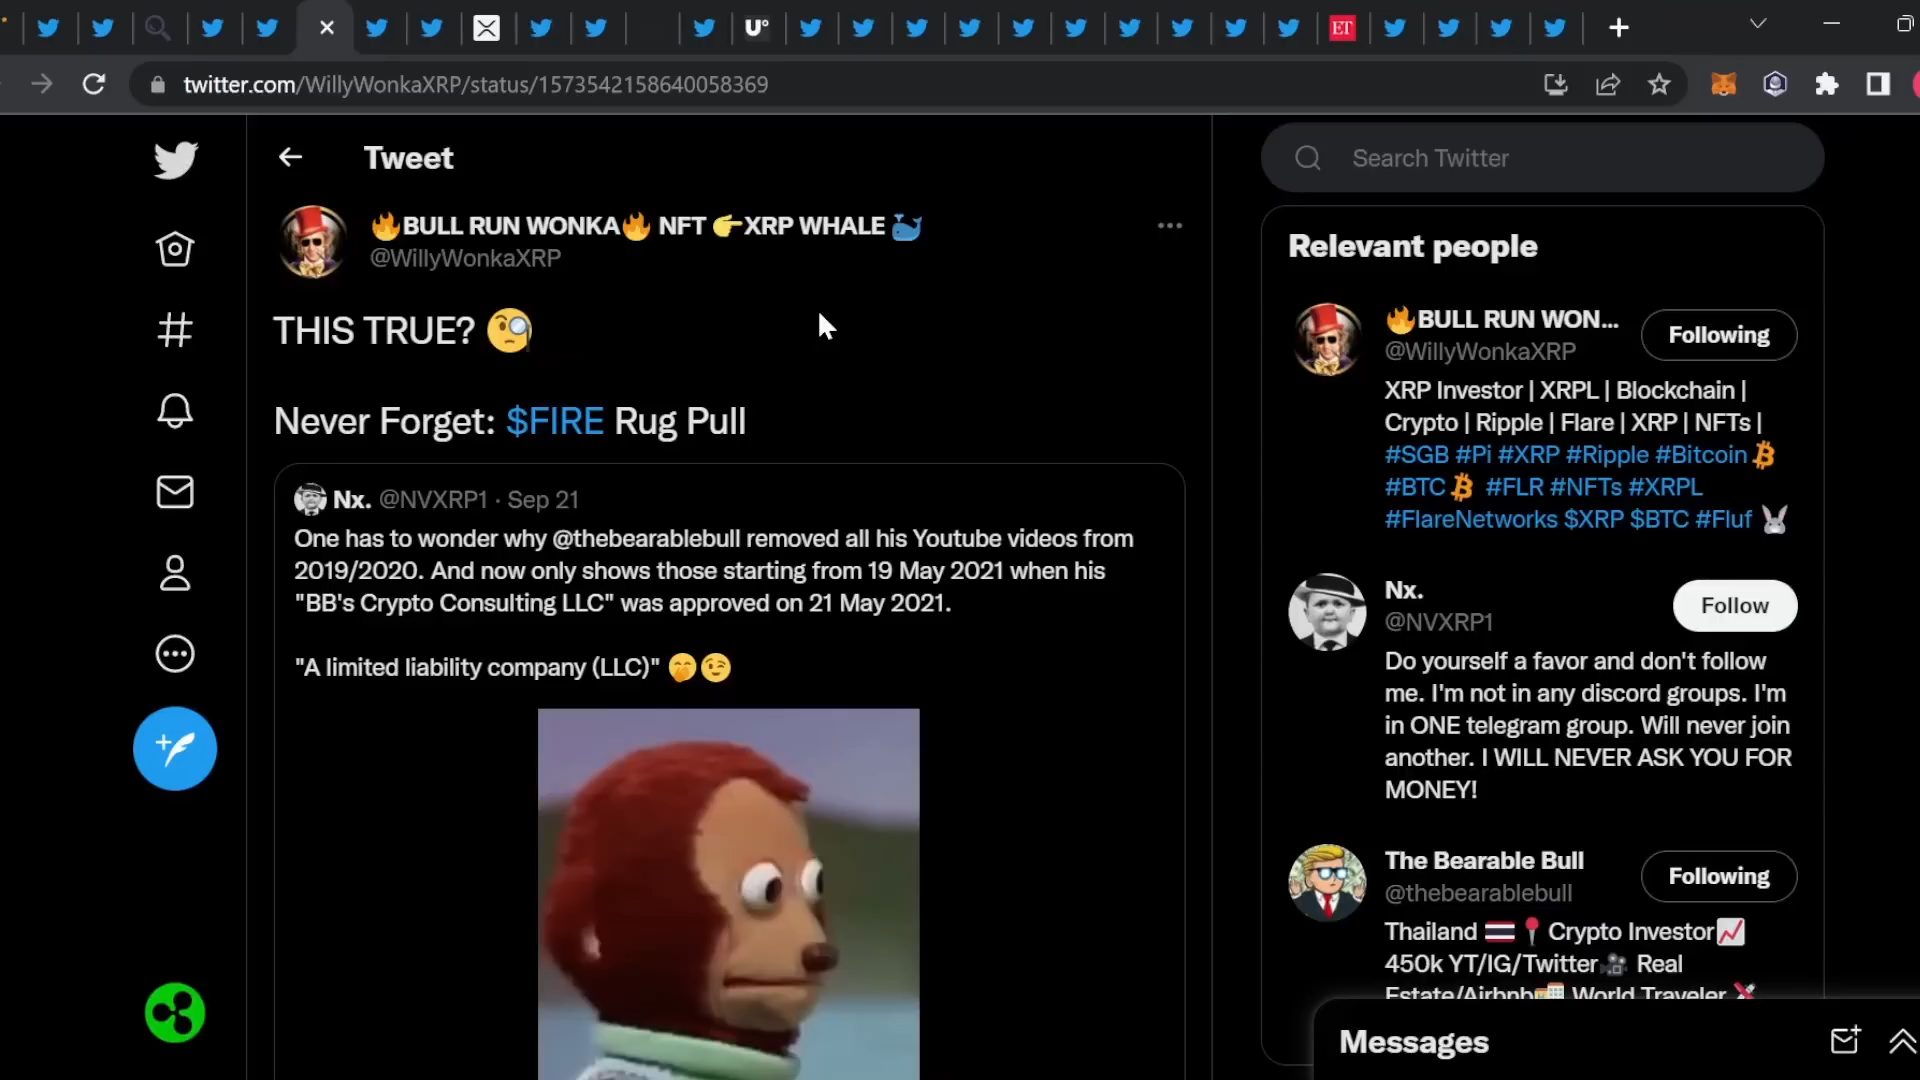 U°
ET
twitter.com/WillyWonkaXRP/status/1573542158640058369
Tweet
Search Twitter
🔥BULL RUN WONKA🔥 NFT 👉XRP WHALE🐳
@WillyWonkaXRP
THIS TRUE? 🧐
Never Forget: $FIRE Rug Pull
Nx. @NVXRP1 · Sep 21
One has to wonder why @thebearablebull removed all his Youtube videos from
2019/2020. And now only shows those starting from 19 May 2021 when his
"BB's Crypto Consulting LLC" was approved on 21 May 2021.
"A limited liability company (LLC)" 🤭😉
Relevant people
🔥BULL RUN WON...
@WillyWonkaXRP
Following
XRP Investor | XRPL | Blockchain |
Crypto | Ripple | Flare | XRP | NFTs |
#SGB #Pi #XRP #Ripple #Bitcoin
#BTC #FLR #NFTs #XRPL
#FlareNetworks $XRP $BTC #Fluf 🐰
Nx.
@NVXRP1
Follow
Do yourself a favor and don't follow
me. I'm not in any discord groups. I'm
in ONE telegram group. Will never join
another. I WILL NEVER ASK YOU FOR
MONEY!
The Bearable Bull
@thebearablebull
Following
Thailand 🇹🇭📍Crypto Investor📈
450k YT/IG/Twitter🎥 Real
Estate/Airbnb🏨 World Traveler
Messages